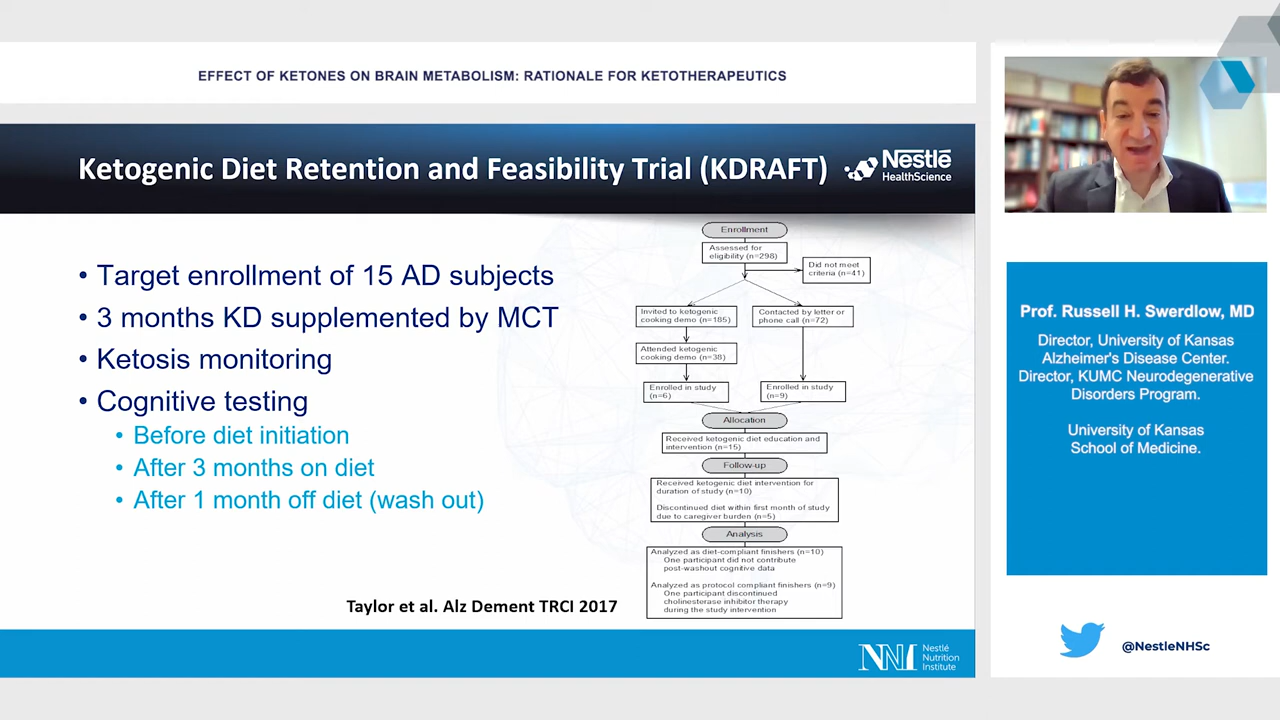 EFFECT OF KETONES ON BRAIN METABOLISM: RATIONALE FOR KETOTHERAPEUTICS
Ketogenic Diet Retention and Feasibility Trial (KDRAFT)
Nestlé
HealthScience
• Target enrollment of 15 AD subjects
• 3 months KD supplemented by MCT
• Ketosis monitoring
• Cognitive testing
• Before diet initiation
• After 3 months on diet
• After 1 month off diet (wash out)
Taylor et al. Alz Dement TRCI 2017
Enrollment
Assessed for
eligibility (n=298)
Did not meet
criteria (n=41)
Invited to ketogenic
cooking demo (n=185)
Contacted by letter or
phone call (n=72)
Attended ketogenic
cooking demo (n=38)
Enrolled in study
(n=6)
Enrolled in study
(n=9)
Allocation
Received ketogenic diet education and
intervention (n=15)
Follow-up
Received ketogenic diet intervention for
duration of study (n=10)
Discontinued diet within first month of study
due to caregiver burden (n=5)
Analysis
Analyzed as diet-compliant finishers (n=10)
One participant did not contribute
post-washout cognitive data
Analyzed as protocol compliant finishers (n=9)
One participant discontinued
cholinesterase inhibitor therapy
during the study intervention
NNI
Nestlé
Nutrition
Institute
Prof. Russell H. Swerdlow, MD
Director, University of Kansas
Alzheimer's Disease Center.
Director, KUMC Neurodegenerative
Disorders Program.
University of Kansas
School of Medicine.
@NestleNHSc